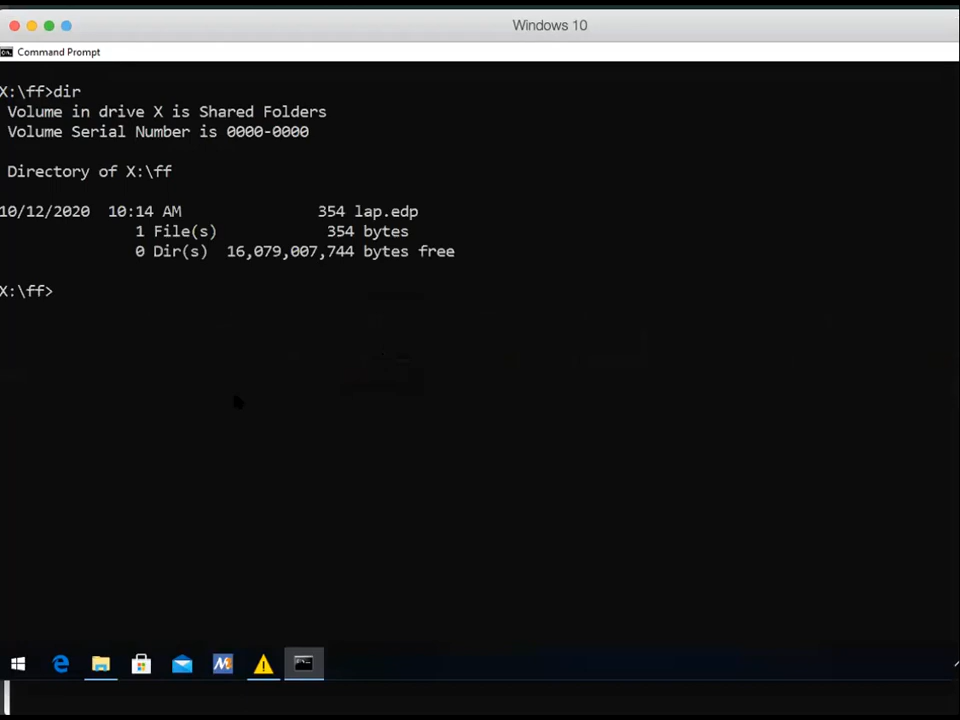 Windows 10
Command Prompt
X:\ff>dir
Volume in drive X is Shared Folders
Volume Serial Number is 0000-0000
Directory of X:\ff
10/12/2020 10:14 AM 354 lap.edp
1 File(s) 354 bytes
0 Dir(s) 16,079,007,744 bytes free
X:\ff>